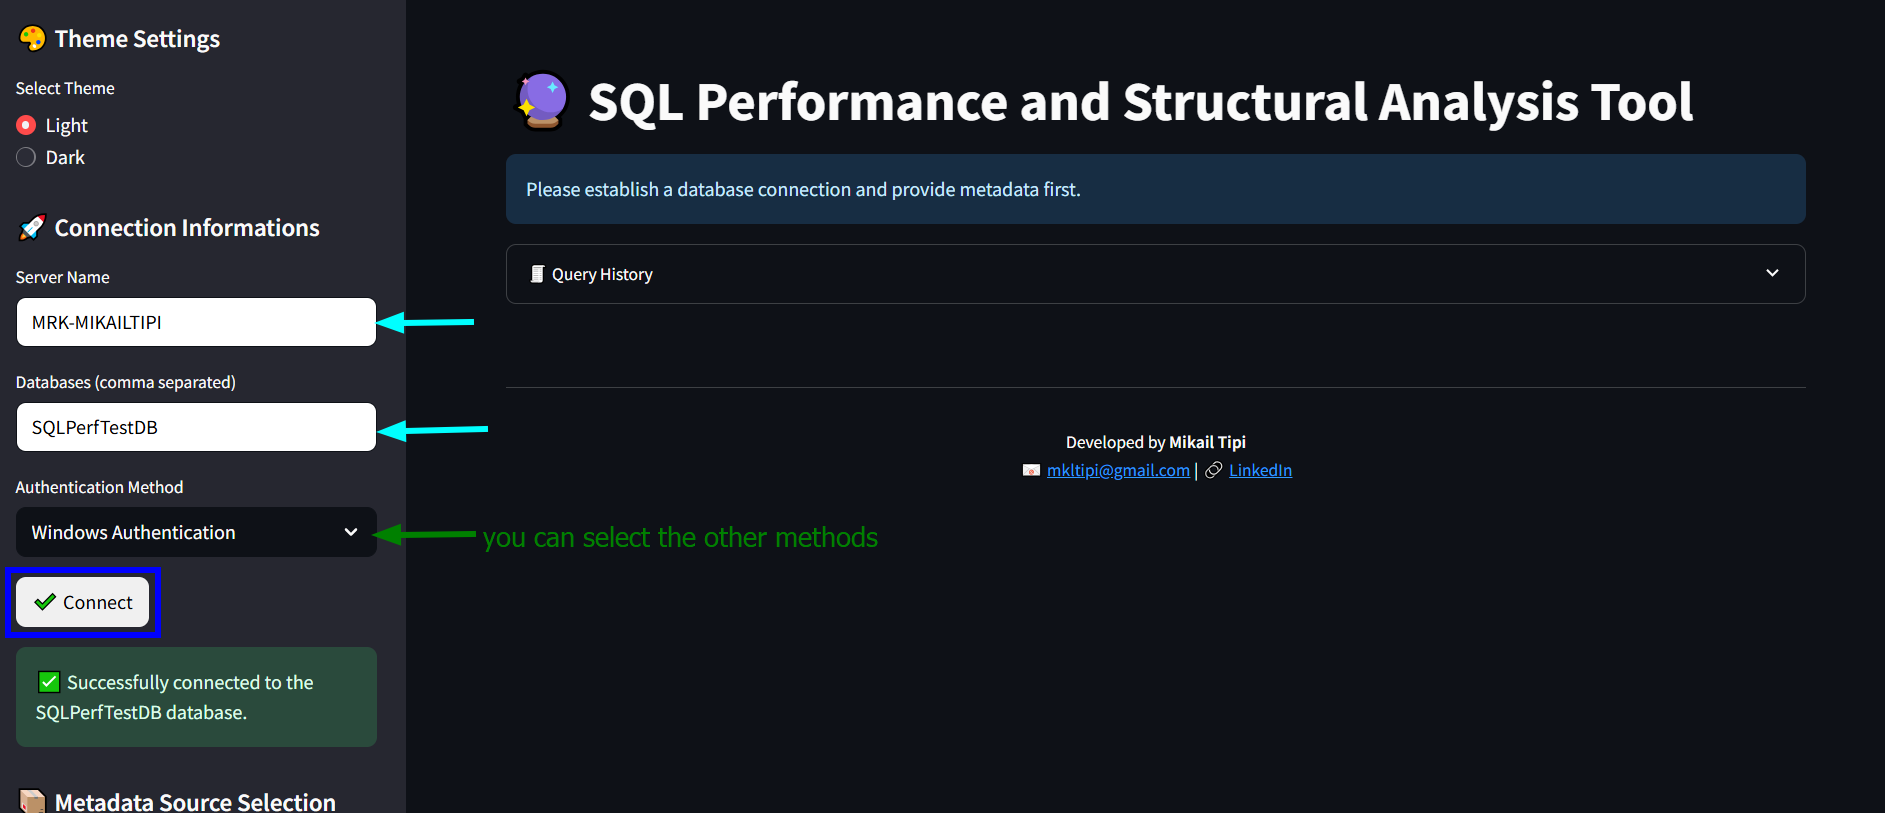 Theme Settings
Select Theme
Light
Dark
Connection Informations
Server Name
MRK-MIKAILTIPI
Databases (comma separated)
SQLPerfTestDB
Authentication Method
Windows Authentication
you can select the other methods
Connect
Successfully connected to the
SQLPerfTestDB database.
Metadata Source Selection
SQL Performance and Structural Analysis Tool
Please establish a database connection and provide metadata first.
Query History
Developed by Mikail Tipi
mkltipi@gmail.com | LinkedIn